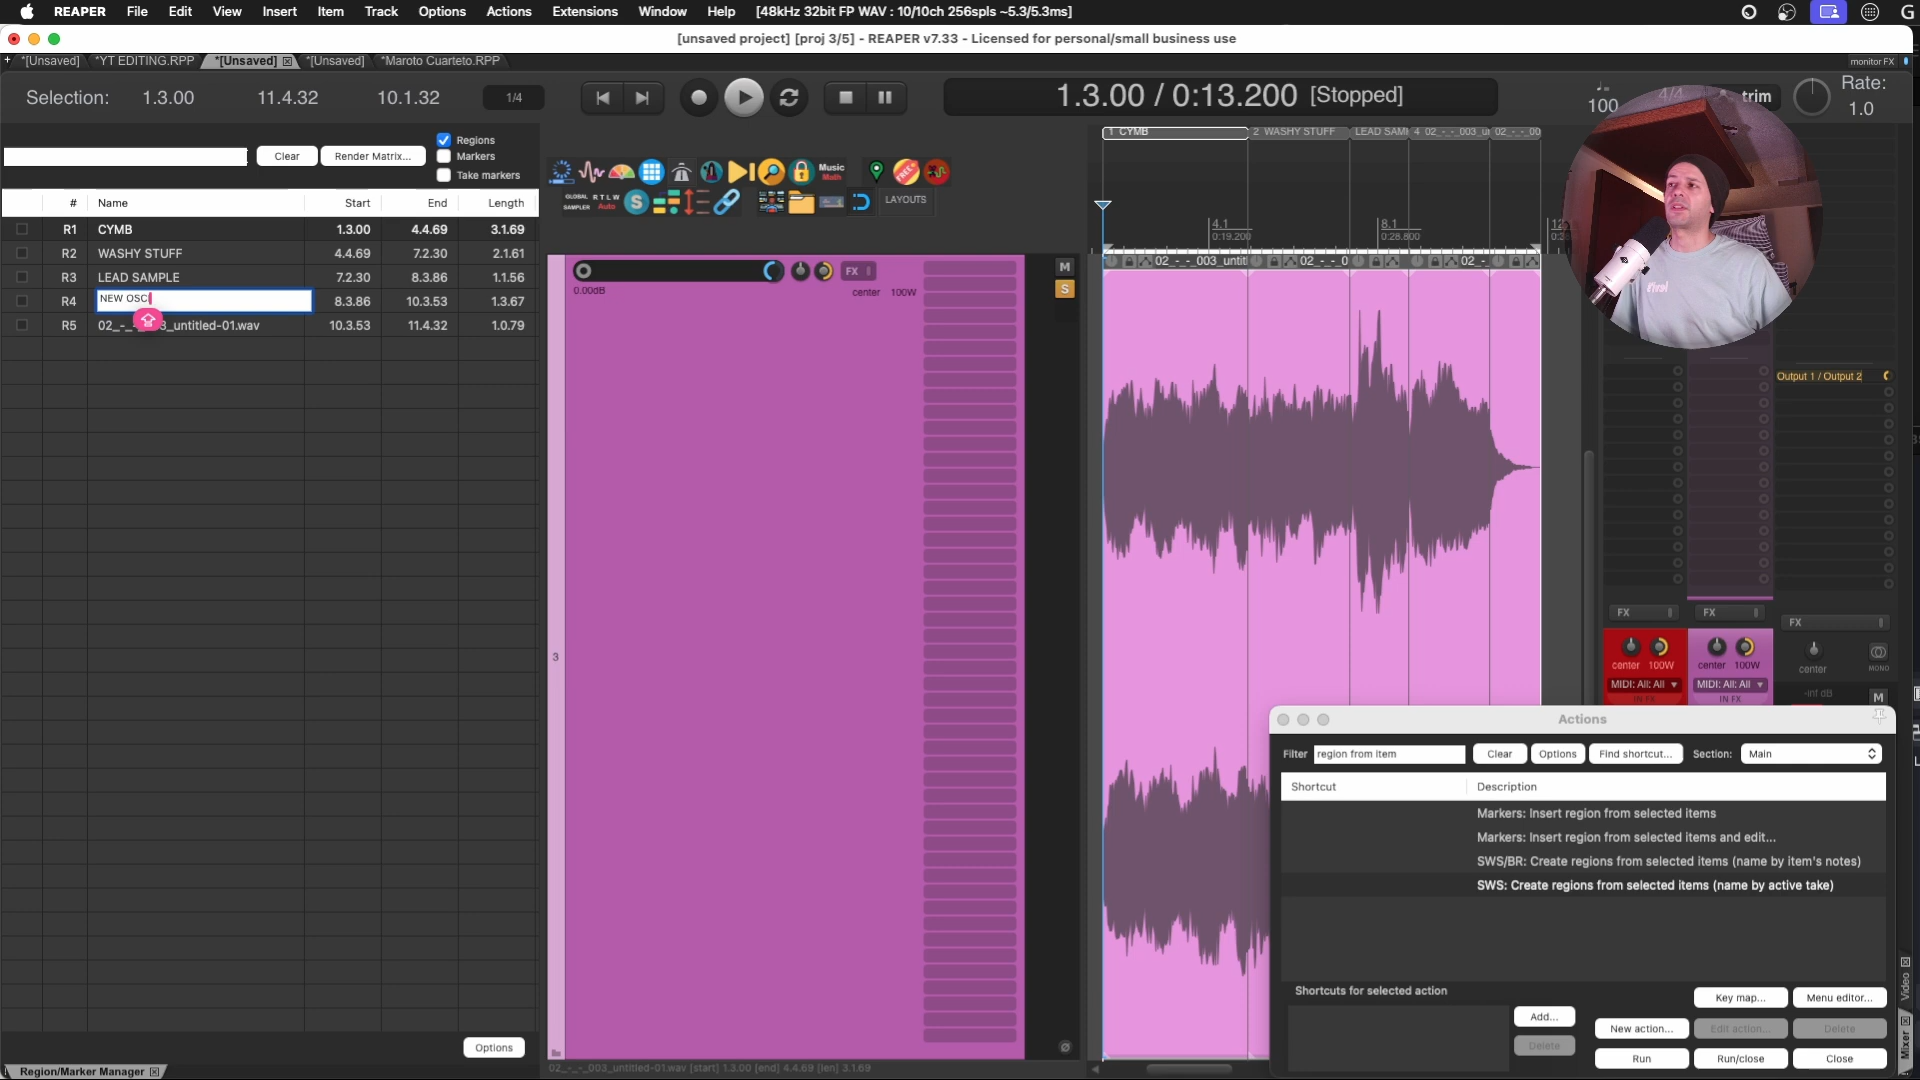 REAPER File Edit View Insert Item Track Options Actions Extensions Window Help [48kHz 32bit FP WAV : 10/10ch 256spls ~5.3/5.3ms]
[unsaved project] [proj 3/5] - REAPER v7.33 - Licensed for personal/small business use
+ *[Unsaved] *YT EDITING.RPP *[Unsaved] *[Unsaved] *Maroto Cuarteto.RPP monitor FX
Selection: 1.3.00 11.4.32 10.1.32 1/4
1.3.00 / 0:13.200 [Stopped]
100 4/4 trim
Rate:
1.0
Clear Render Matrix...
Regions
Markers
Take markers
# Name Start End Length
R1 CYMB 1.3.00 4.4.69 3.1.69
R2 WASHY STUFF 4.4.69 7.2.30 2.1.61
R3 LEAD SAMPLE 7.2.30 8.3.86 1.1.56
R4 NEW OSC 8.3.86 10.3.53 1.3.67
R5 02_-_-_ 3_untitled-01.wav 10.3.53 11.4.32 1.0.79
Options
Region/Marker Manager
Music
Math
GLOBAL
SAMPLER
RTLW
Auto
FREE!
LAYOUTS
0.00dB
FX
center 100W
M
S
3
02_-_-_003_untitled-01.wav [start] 1.3.00 [end] 4.4.69 [len] 3.1.69
1 CYMB 2 WASHY STUFF LEAD SAM 4 02_-_-_003_u 02_-_-_00
4.1
0:19.200
8.1
0:28.800
02_-_-_003_untit 02_-_-_0 02_-_
Output 1 / Output 2
FX FX FX
center 100W center 100W center
MONO
MIDI: All: All MIDI: All: All
IN FX IN FX
-inf dB
M
Actions
Filter region from item Clear Options Find shortcut... Section: Main
Shortcut Description
Markers: Insert region from selected items
Markers: Insert region from selected items and edit...
SWS/BR: Create regions from selected items (name by item's notes)
SWS: Create regions from selected items (name by active take)
Shortcuts for selected action
Key map... Menu editor...
Add...
New action... Edit action... Delete
Delete
Run Run/close Close
Video
Mixer